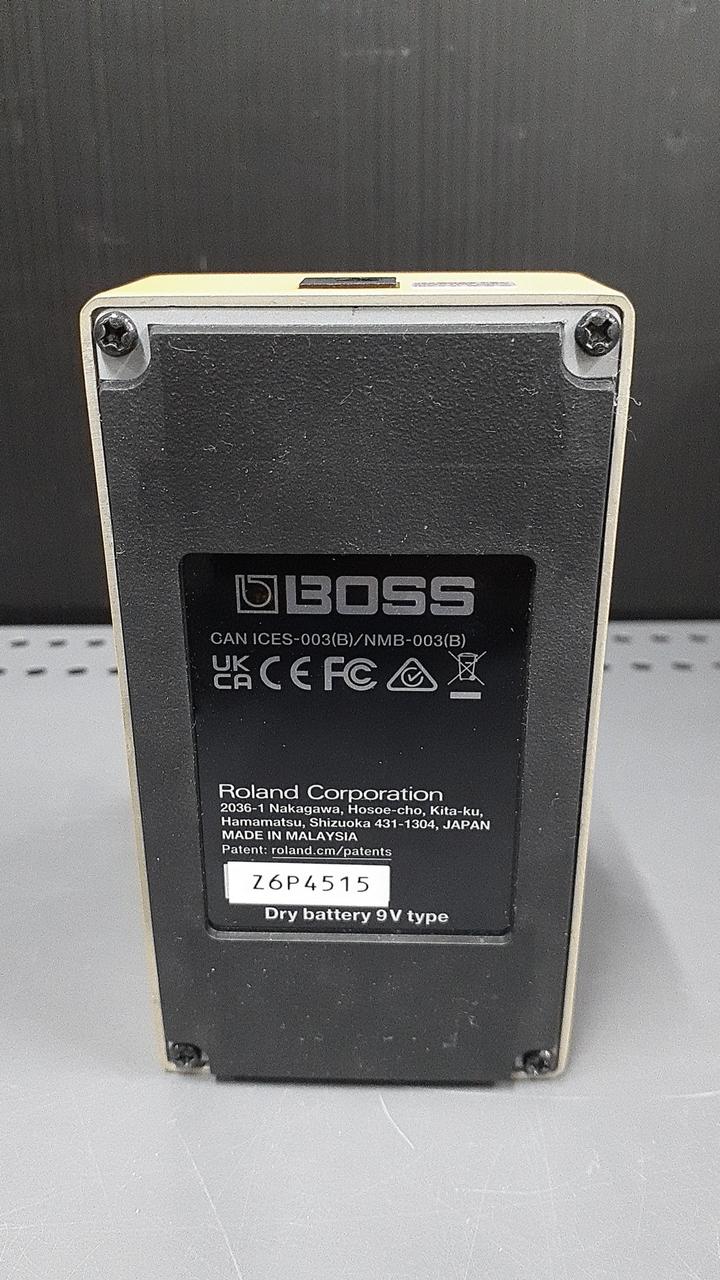 BOSS
CAN ICES-003(B)/NMB-003(B)
UK
CA CE FC
Roland Corporation
2036-1 Nakagawa, Hosoe-cho, Kita-ku,
Hamamatsu, Shizuoka 431-1304, JAPAN
MADE IN MALAYSIA
Patent: roland.cm/patents
Z6P4515
Dry battery 9V type